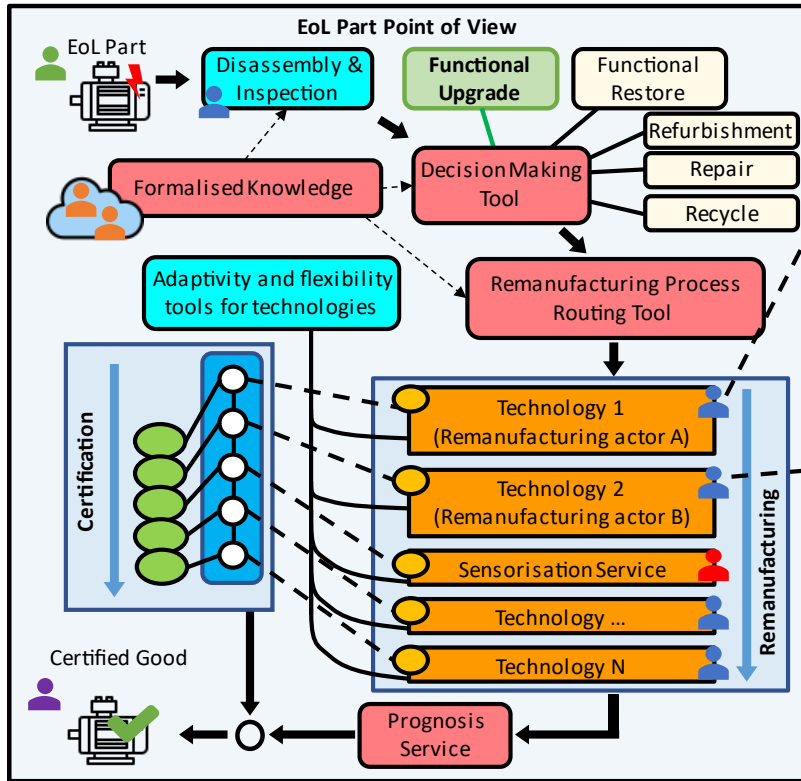 EoL Part Point of View
EoL Part
Disassembly &
Inspection
Functional
Upgrade
Functional
Restore
Refurbishment
Repair
Recycle
Formalised Knowledge
Decision Making
Tool
Adaptivity and flexibility
tools for technologies
Remanufacturing Process
Routing Tool
Certification
Technology 1
(Remanufacturing actor A)
Technology 2
(Remanufacturing actor B)
Sensorisation Service
Technology ...
Technology N
Remanufacturing
Certified Good
Prognosis
Service